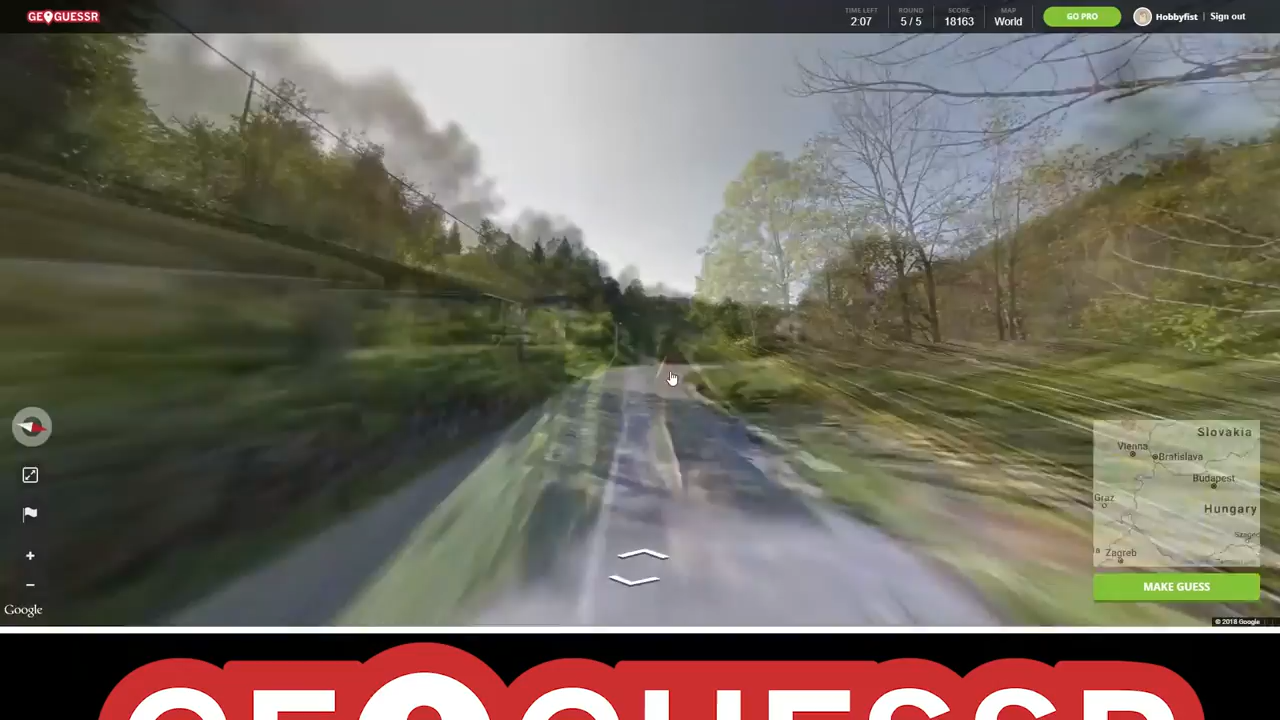 GEOGUESSR
TIME LEFT
2:07
ROUND
5 / 5
SCORE
18163
MAP
World
GO PRO
Hobbyfist | Sign out
Slovakia
Vienna
Bratislava
Budapest
Graz
Hungary
Zagreb
MAKE GUESS
Google
© 2018 Google
GEOGUESSR